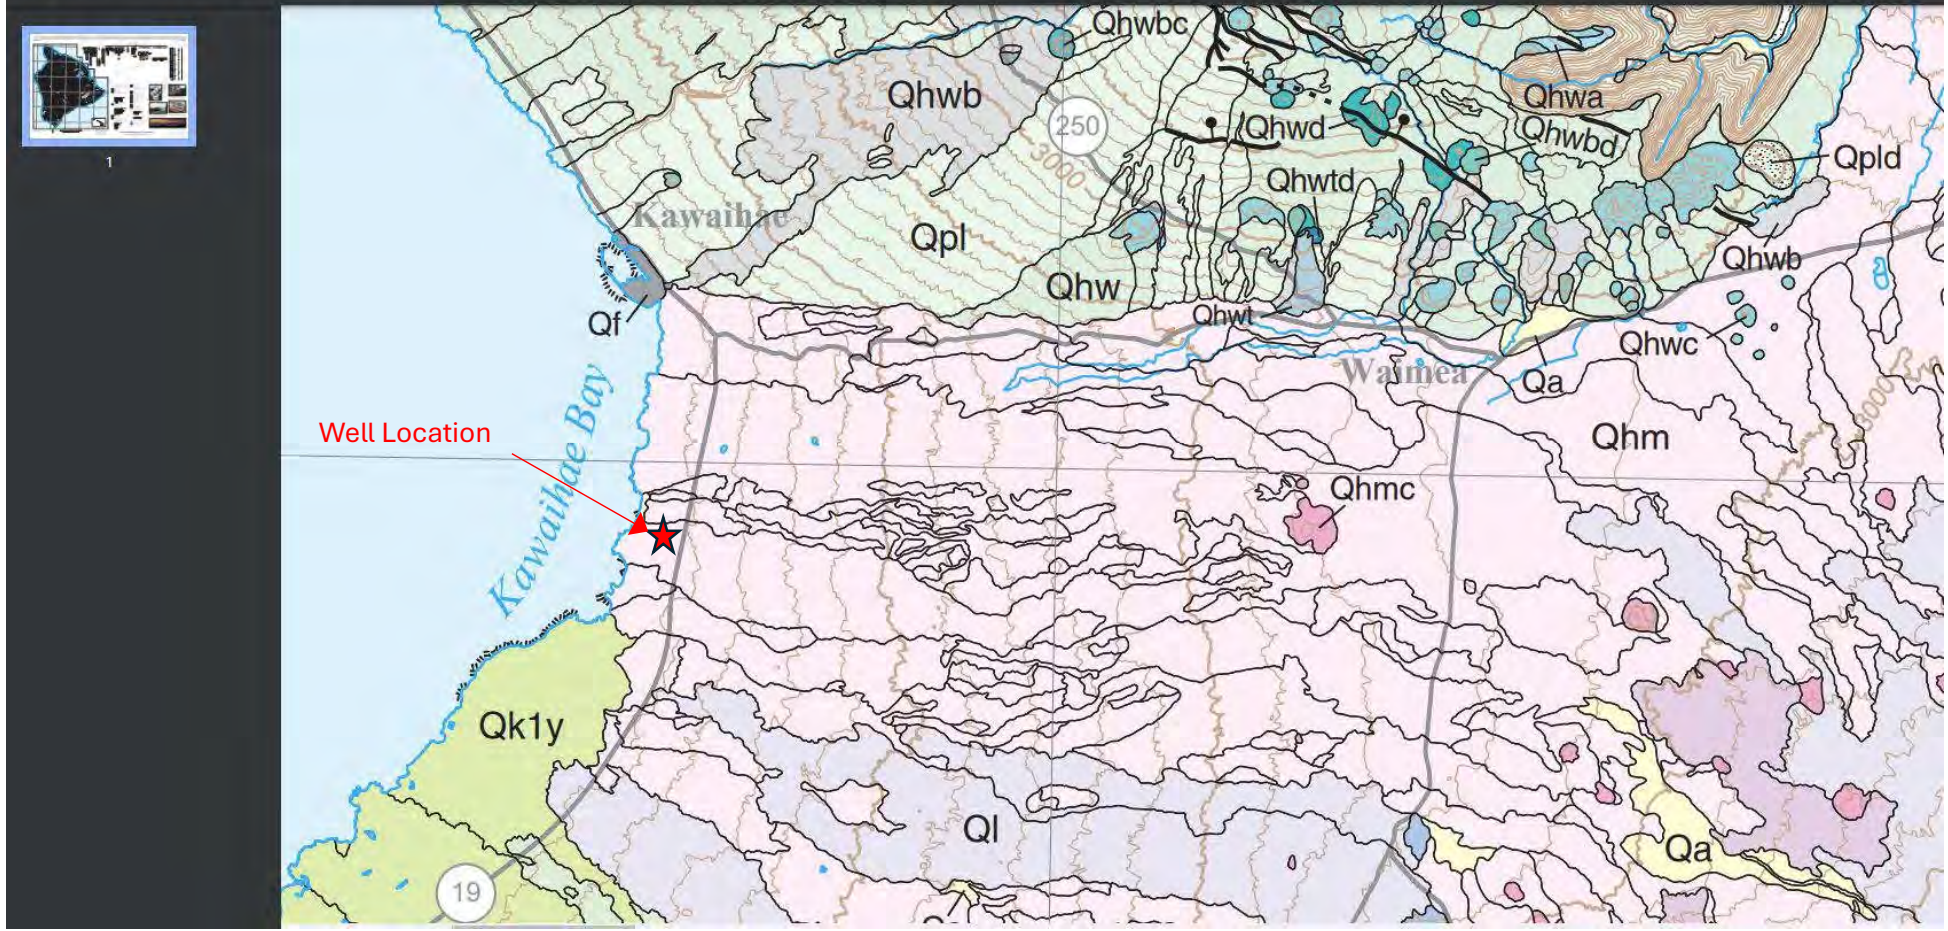 1
Qhwbc
Qhwb
250
Qhwa
Qhwd
Qhwbd
Qpld
3000
Qhwtd
Kawaihae
Qpl
Qhw
Qhwb
Qf
Qhwt
Qhwc
Waimea
Qa
3000
Well Location
Kawaihae Bay
Qhm
Qhmc
Qk1y
Ql
Qa
19